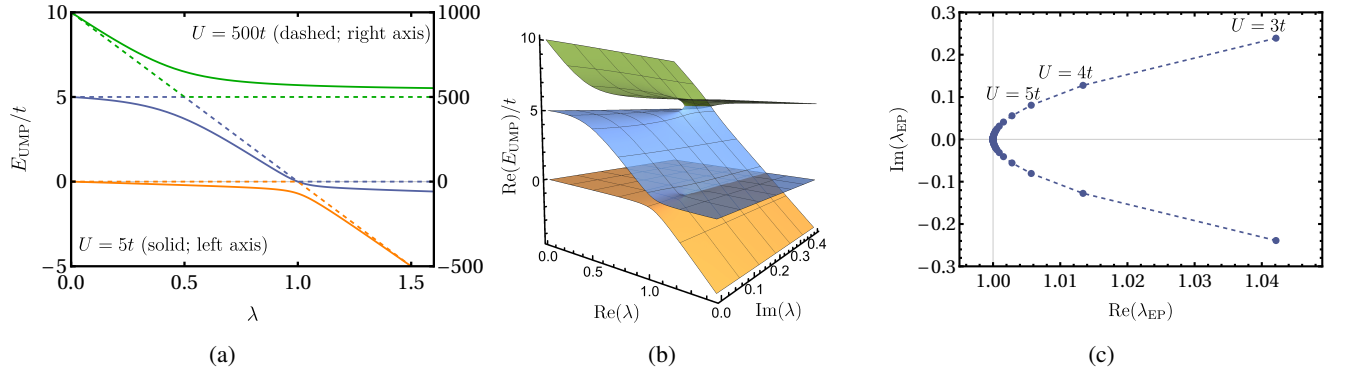 10
5
0
−5
E_UMP/t
U = 500t (dashed; right axis)
U = 5t (solid; left axis)
1000
500
0
−500
0.0 0.5 1.0 1.5
λ
(a)
10
5
0
Re(E_UMP)/t
0.0
0.5
1.0
Re(λ)
0.0
0.1
0.2
0.3
0.4
Im(λ)
(b)
0.3
0.2
0.1
0.0
−0.1
−0.2
−0.3
Im(λ_EP)
U = 3t
U = 4t
U = 5t
1.00 1.01 1.02 1.03 1.04
Re(λ_EP)
(c)